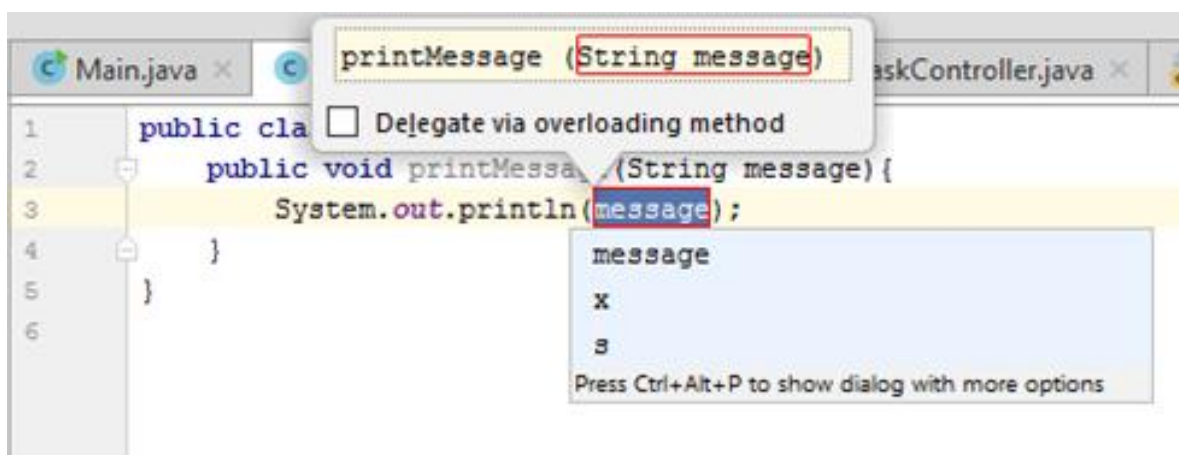 printMessage (String message)
Main.java × C askController.java ×
Delegate via overloading method
1 public cla
2 public void printMessa (String message){
3 System.out.println(message);
4 }
5 }
6
message
x
s
Press Ctrl+Alt+P to show dialog with more options